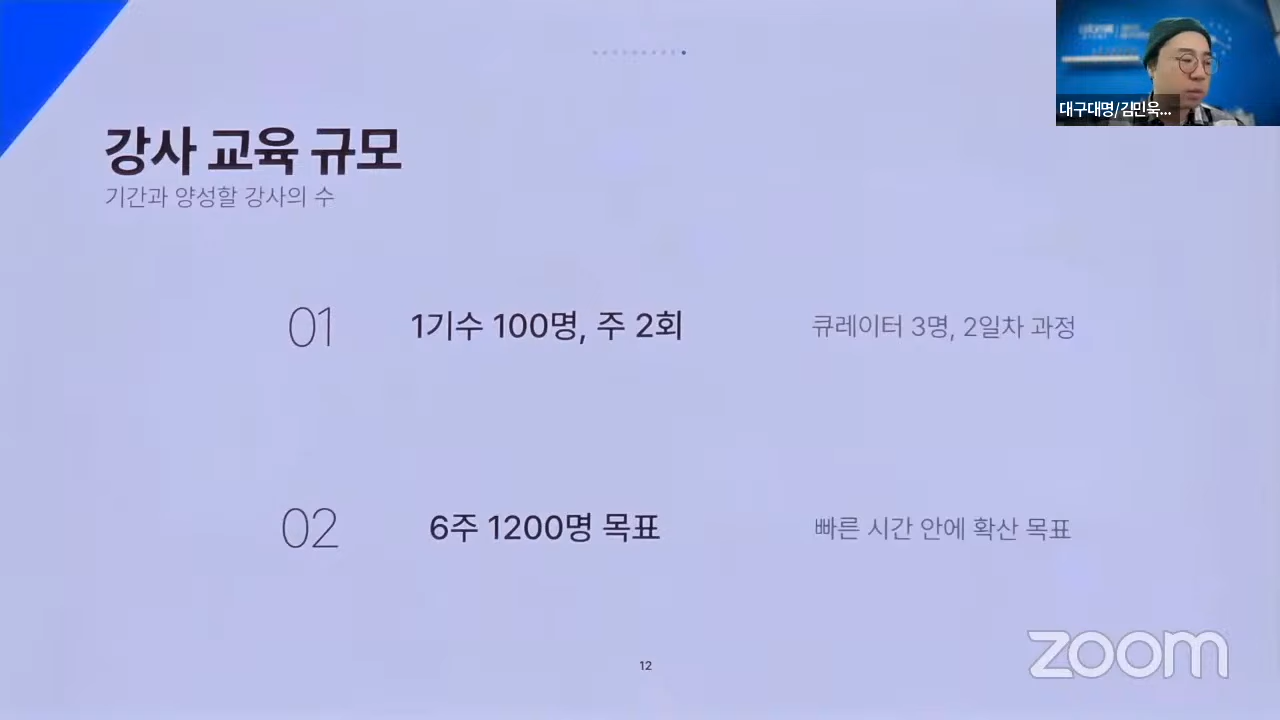 대구대명/김민욱...
강사 교육 규모
기간과 양성할 강사의 수
01
1기수 100명, 주 2회
큐레이터 3명, 2일차 과정
02
6주 1200명 목표
빠른 시간 안에 확산 목표
12
zoom